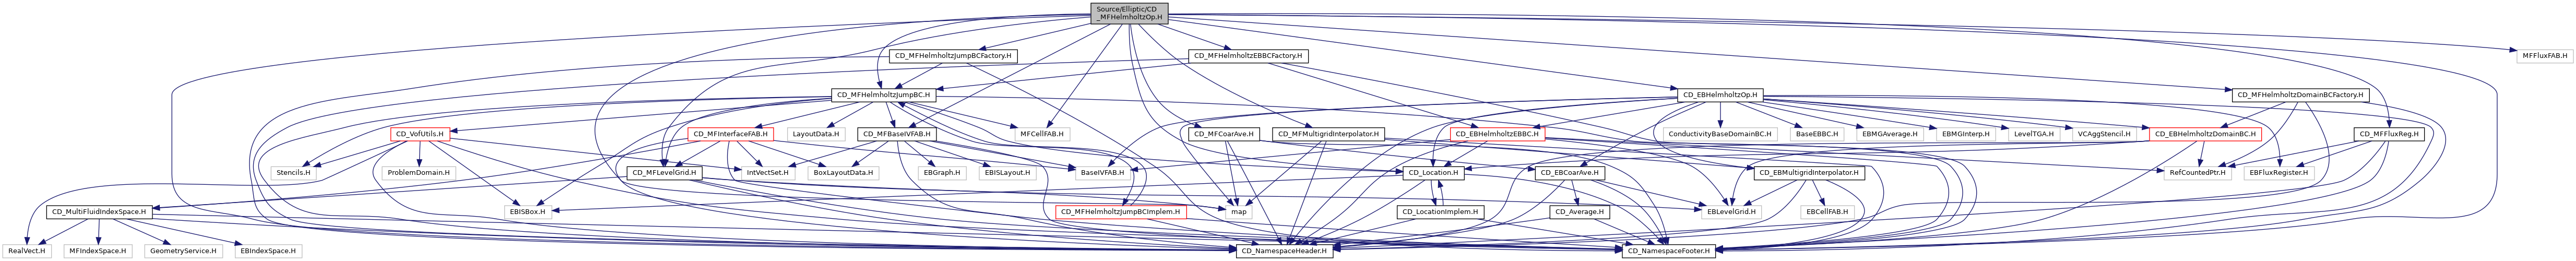 Source/Elliptic/CD
_MFHelmholtzOp.H
CD_MFHelmholtzJumpBCFactory.H
CD_MFHelmholtzEBBCFactory.H
MFFluxFAB.H
CD_MFHelmholtzJumpBC.H
CD_EBHelmholtzOp.H
CD_MFHelmholtzDomainBCFactory.H
CD_VofUtils.H
CD_MFInterfaceFAB.H
LayoutData.H
CD_MFBaseIVFAB.H
MFCellFAB.H
CD_MFCoarAve.H
CD_MFMultigridInterpolator.H
CD_EBHelmholtzEBBC.H
ConductivityBaseDomainBC.H
BaseEBBC.H
EBMGAverage.H
EBMGInterp.H
LevelTGA.H
VCAggStencil.H
CD_EBHelmholtzDomainBC.H
CD_MFFluxReg.H
Stencils.H
ProblemDomain.H
CD_MFLevelGrid.H
IntVectSet.H
BoxLayoutData.H
EBGraph.H
EBISLayout.H
BaseIVFAB.H
CD_Location.H
CD_EBCoarAve.H
CD_EBMultigridInterpolator.H
RefCountedPtr.H
EBFluxRegister.H
CD_MultiFluidIndexSpace.H
EBISBox.H
CD_MFHelmholtzJumpBCImplem.H
map
CD_LocationImplem.H
CD_Average.H
EBLevelGrid.H
EBCellFAB.H
RealVect.H
MFIndexSpace.H
GeometryService.H
EBIndexSpace.H
CD_NamespaceHeader.H
CD_NamespaceFooter.H